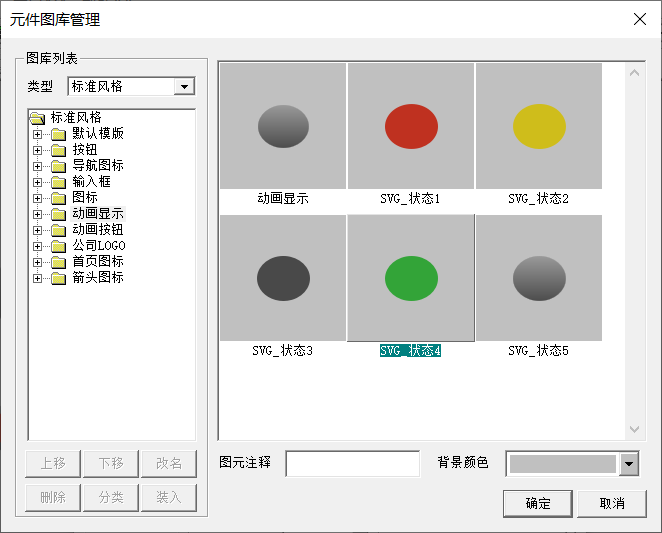 元件图库管理
图库列表
类型
标准风格
标准风格
默认模版
按钮
导航图标
输入框
图标
动画显示
动画按钮
公司LOGO
首页图标
箭头图标
上移
下移
改名
删除
分类
装入
动画显示
SVG_状态1
SVG_状态2
SVG_状态3
SVG_状态4
SVG_状态5
图元注释
背景颜色
确定
取消